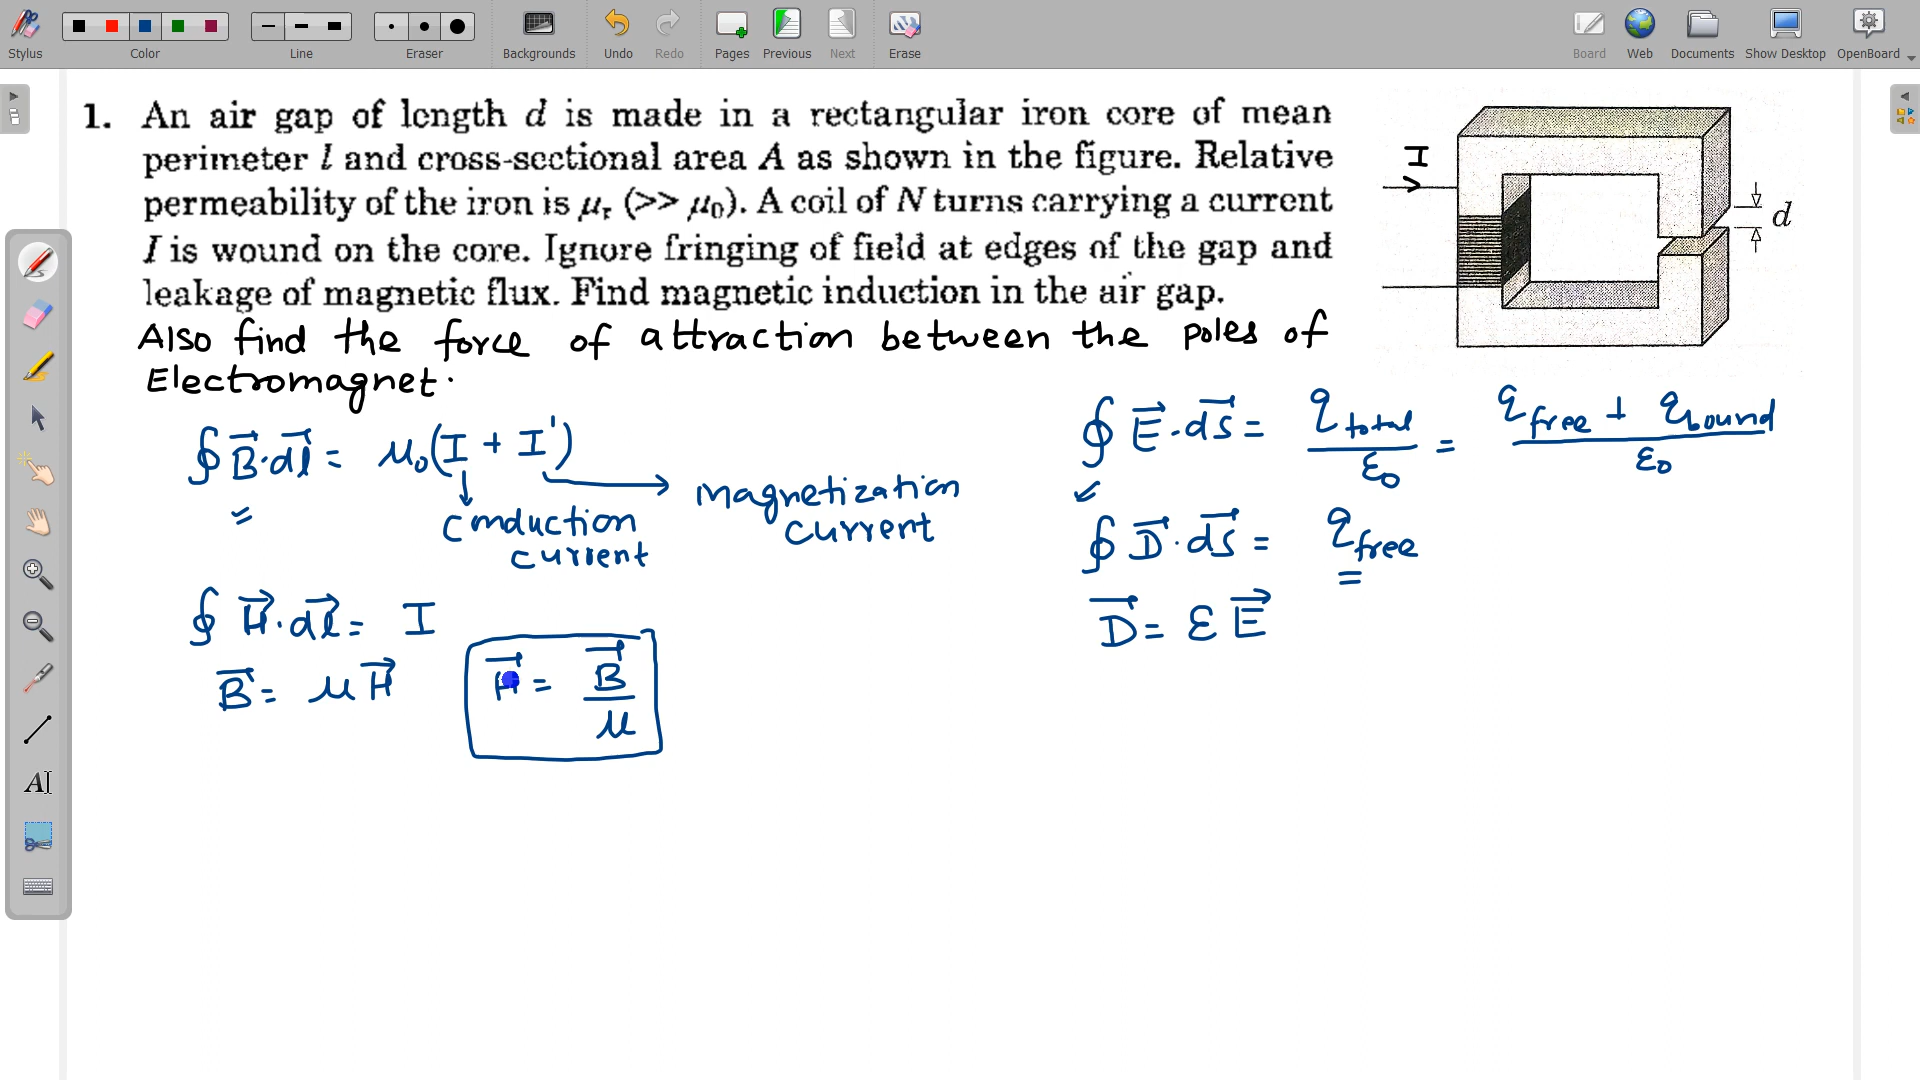 Stylus Color Line Eraser Backgrounds Undo Redo Pages Previous Next Erase Board Web Documents Show Desktop OpenBoard
1. An air gap of length d is made in a rectangular iron core of mean
perimeter l and cross-sectional area A as shown in the figure. Relative
permeability of the iron is μr (>> μ0). A coil of N turns carrying a current
I is wound on the core. Ignore fringing of field at edges of the gap and
leakage of magnetic flux. Find magnetic induction in the air gap.
Also find the force of attraction between the poles of
Electromagnet.
I
d
∮ B⃗·dl⃗ = μ₀(I + I')
conduction
current
magnetization
current
∮ H⃗·dl⃗ = I
B⃗ = μH⃗
H⃗ = B⃗/μ
∮ E⃗·ds⃗ = q total/ε₀ = q free + q bound/ε₀
∮ D⃗·ds⃗ = q free
D⃗ = εE⃗
AI